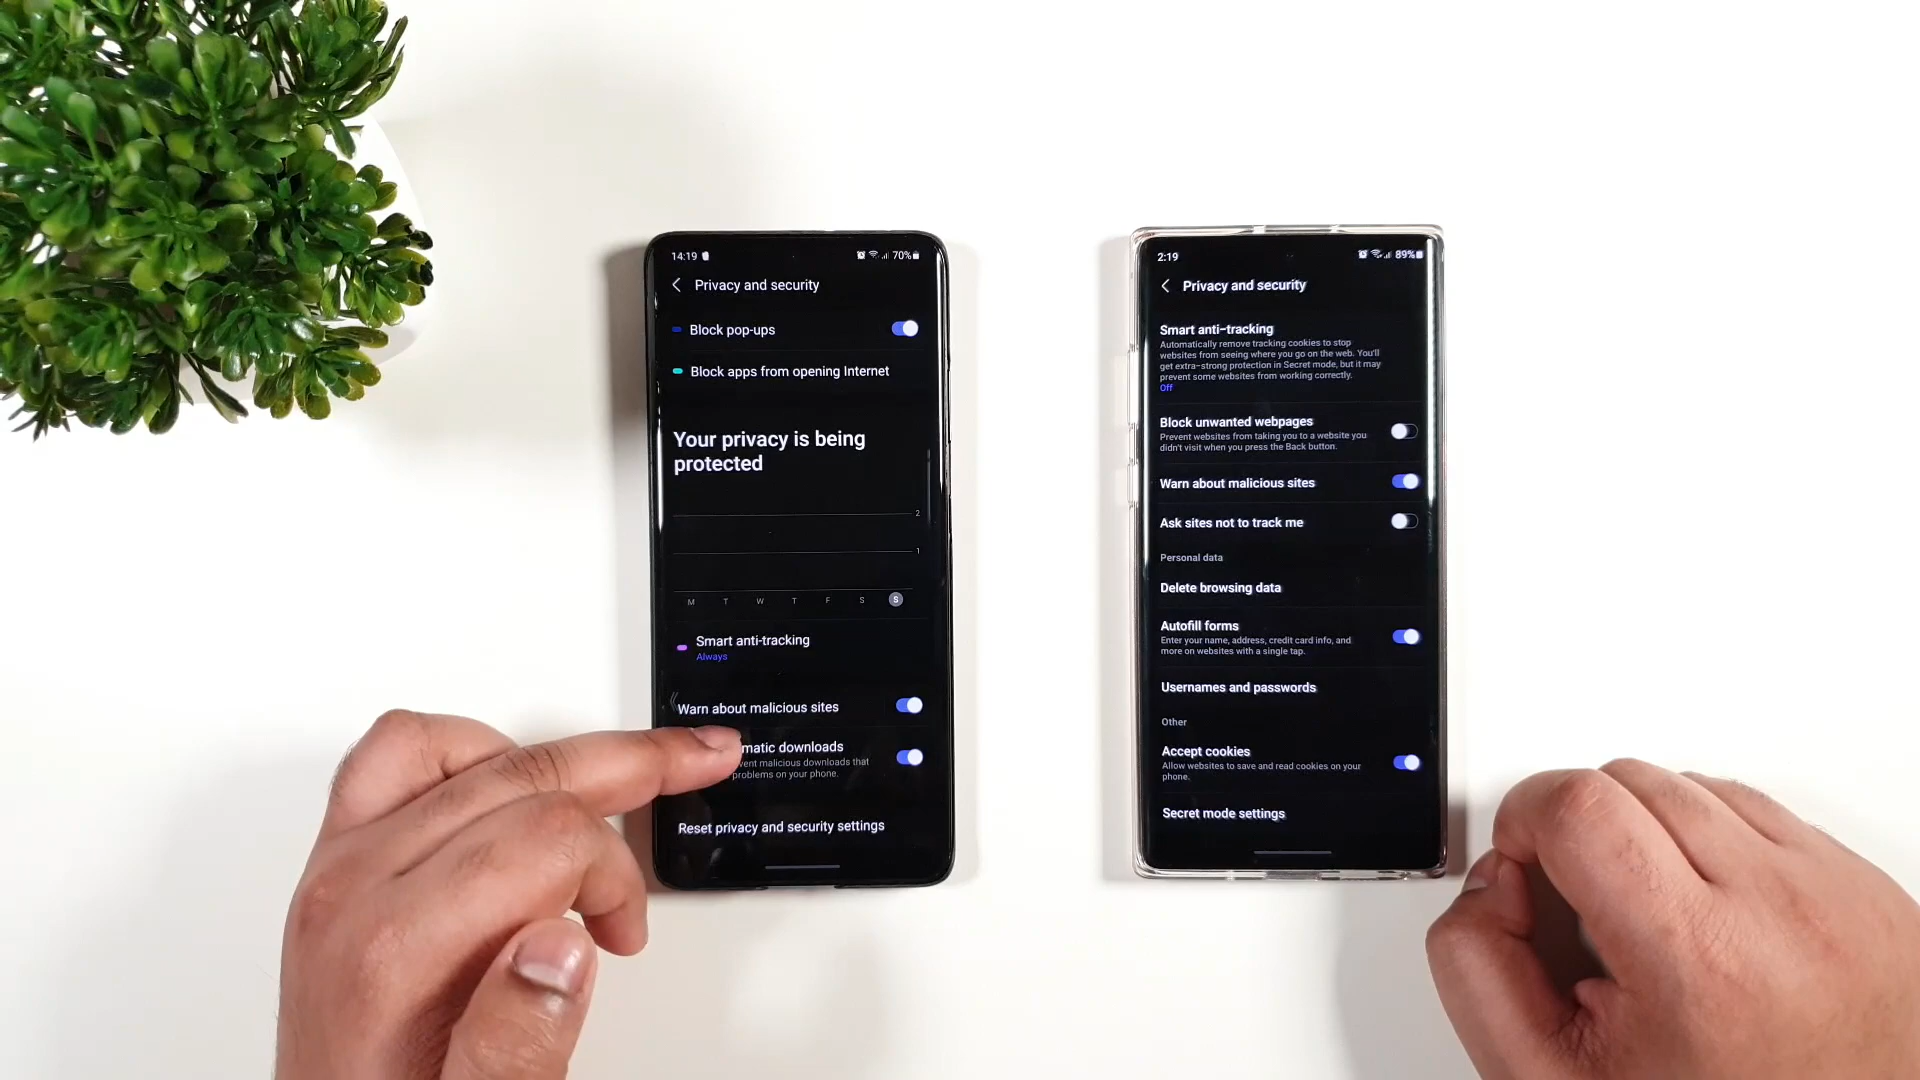 14:19
70%
Privacy and security
Block pop-ups
Block apps from opening Internet
Your privacy is being
protected
2
1
M T W T F S S
Smart anti-tracking
Always
Warn about malicious sites
downloads
malicious downloads that
problems on your phone.
Reset privacy and security settings
2:19
89%
Privacy and security
Smart anti-tracking
Automatically remove tracking cookies to stop
websites from seeing where you go on the web. You'll
get extra-strong protection in Secret mode, but it may
prevent some websites from working correctly.
Off
Block unwanted webpages
Prevent websites from taking you to a website you
didn't visit when you press the Back button.
Warn about malicious sites
Ask sites not to track me
Personal data
Delete browsing data
Autofill forms
Enter your name, address, credit card info, and
more on websites with a single tap.
Usernames and passwords
Other
Accept cookies
Allow websites to save and read cookies on your
phone.
Secret mode settings